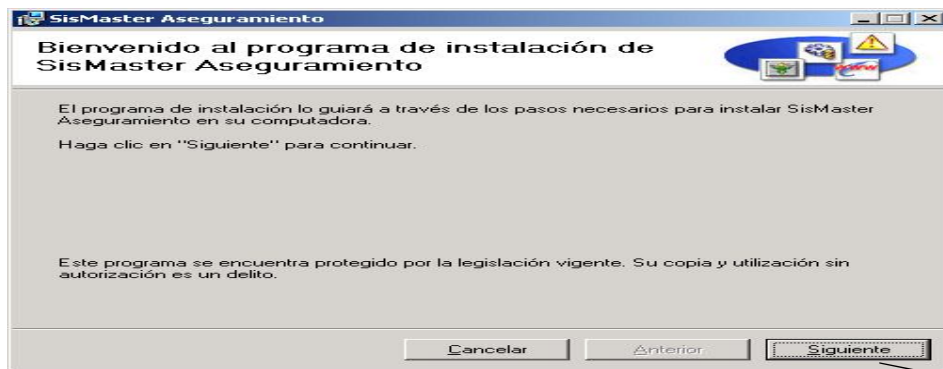 SisMaster Aseguramiento
Bienvenido al programa de instalación de
SisMaster Aseguramiento
El programa de instalación lo guiará a través de los pasos necesarios para instalar SisMaster
Aseguramiento en su computadora.
Haga clic en "Siguiente" para continuar.
Este programa se encuentra protegido por la legislación vigente. Su copia y utilización sin
autorización es un delito.
Cancelar Anterior Siguiente